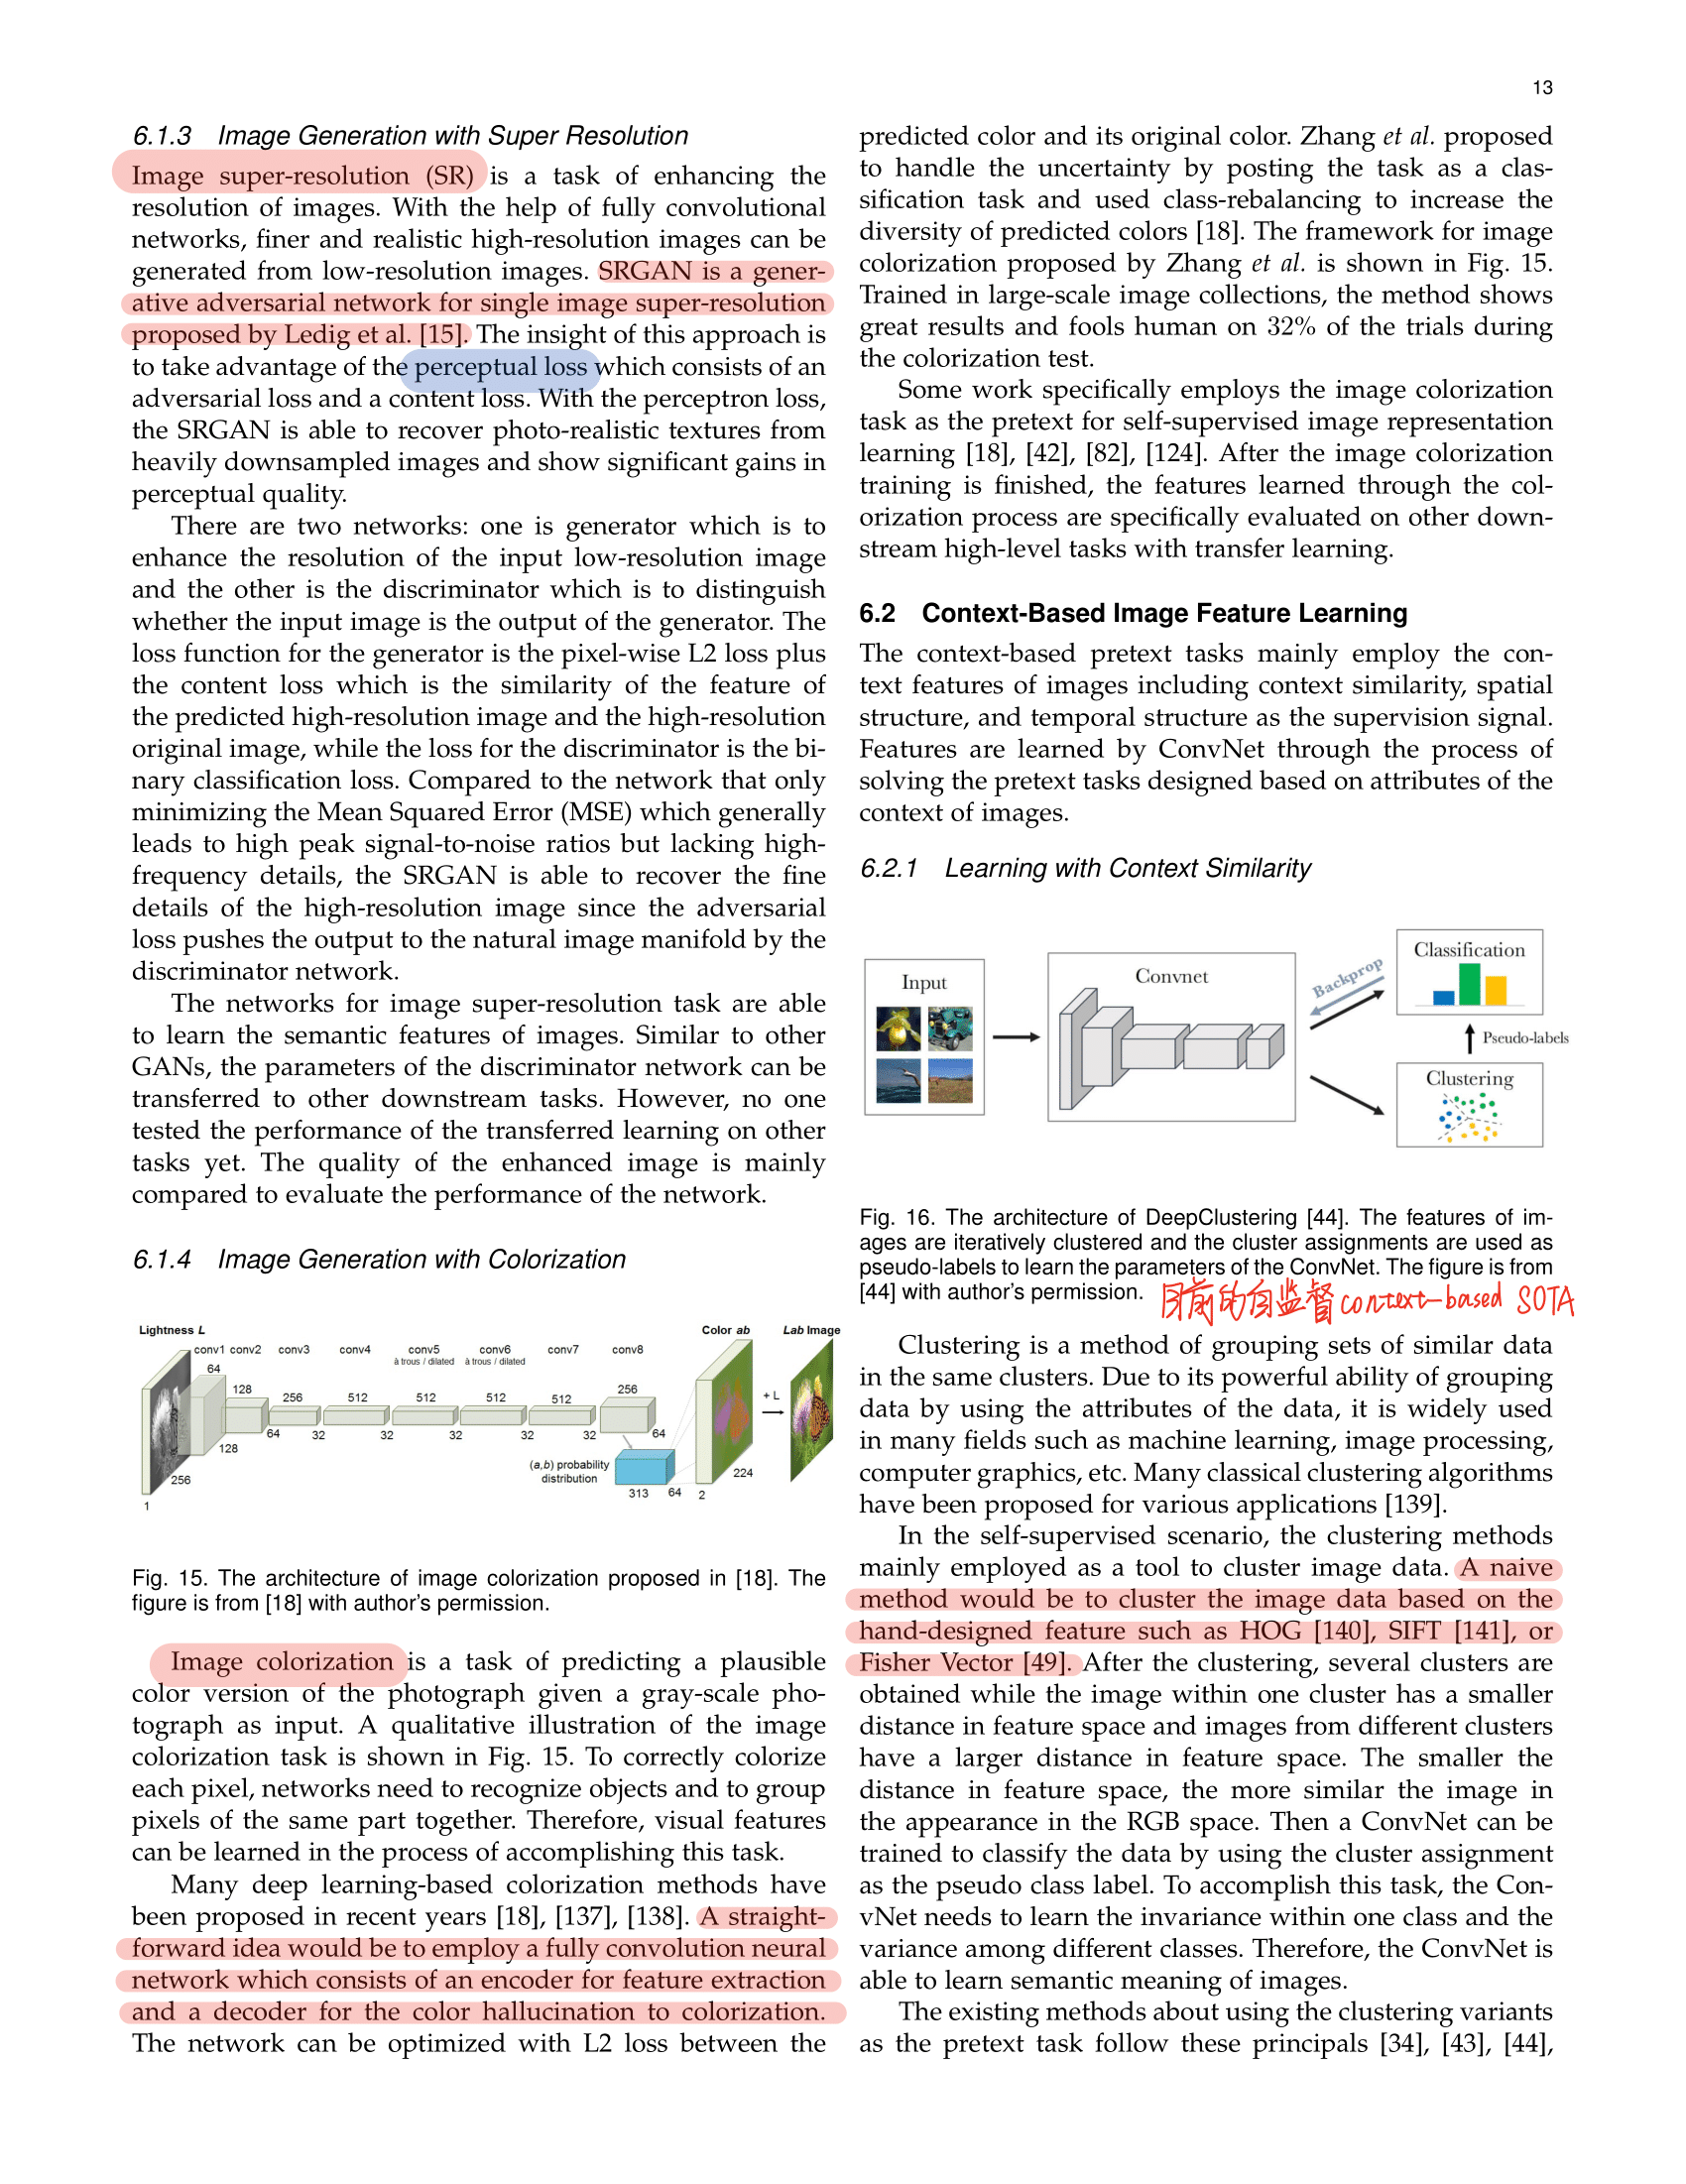 13
6.1.3 Image Generation with Super Resolution
Image super-resolution (SR) is a task of enhancing the
resolution of images. With the help of fully convolutional
networks, finer and realistic high-resolution images can be
generated from low-resolution images. SRGAN is a gener-
ative adversarial network for single image super-resolution
proposed by Ledig et al. [15]. The insight of this approach is
to take advantage of the perceptual loss which consists of an
adversarial loss and a content loss. With the perceptron loss,
the SRGAN is able to recover photo-realistic textures from
heavily downsampled images and show significant gains in
perceptual quality.
There are two networks: one is generator which is to
enhance the resolution of the input low-resolution image
and the other is the discriminator which is to distinguish
whether the input image is the output of the generator. The
loss function for the generator is the pixel-wise L2 loss plus
the content loss which is the similarity of the feature of
the predicted high-resolution image and the high-resolution
original image, while the loss for the discriminator is the bi-
nary classification loss. Compared to the network that only
minimizing the Mean Squared Error (MSE) which generally
leads to high peak signal-to-noise ratios but lacking high-
frequency details, the SRGAN is able to recover the fine
details of the high-resolution image since the adversarial
loss pushes the output to the natural image manifold by the
discriminator network.
The networks for image super-resolution task are able
to learn the semantic features of images. Similar to other
GANs, the parameters of the discriminator network can be
transferred to other downstream tasks. However, no one
tested the performance of the transferred learning on other
tasks yet. The quality of the enhanced image is mainly
compared to evaluate the performance of the network.
6.1.4 Image Generation with Colorization
Lightness L Color ab Lab Image
conv1 conv2 conv3 conv4 conv5 conv6 conv7 conv8
à trous / dilated à trous / dilated
64
128 256 512 512 512 512 256
+ L
64 32 32 32 32 32 64
128
(a,b) probability
distribution
256 224
313 64 2
1
Fig. 15. The architecture of image colorization proposed in [18]. The
figure is from [18] with author's permission.
Image colorization is a task of predicting a plausible
color version of the photograph given a gray-scale pho-
tograph as input. A qualitative illustration of the image
colorization task is shown in Fig. 15. To correctly colorize
each pixel, networks need to recognize objects and to group
pixels of the same part together. Therefore, visual features
can be learned in the process of accomplishing this task.
Many deep learning-based colorization methods have
been proposed in recent years [18], [137], [138]. A straight-
forward idea would be to employ a fully convolution neural
network which consists of an encoder for feature extraction
and a decoder for the color hallucination to colorization.
The network can be optimized with L2 loss between the
predicted color and its original color. Zhang et al. proposed
to handle the uncertainty by posting the task as a clas-
sification task and used class-rebalancing to increase the
diversity of predicted colors [18]. The framework for image
colorization proposed by Zhang et al. is shown in Fig. 15.
Trained in large-scale image collections, the method shows
great results and fools human on 32% of the trials during
the colorization test.
Some work specifically employs the image colorization
task as the pretext for self-supervised image representation
learning [18], [42], [82], [124]. After the image colorization
training is finished, the features learned through the col-
orization process are specifically evaluated on other down-
stream high-level tasks with transfer learning.
6.2 Context-Based Image Feature Learning
The context-based pretext tasks mainly employ the con-
text features of images including context similarity, spatial
structure, and temporal structure as the supervision signal.
Features are learned by ConvNet through the process of
solving the pretext tasks designed based on attributes of the
context of images.
6.2.1 Learning with Context Similarity
Input
Convnet
Backprop
Classification
Pseudo-labels
Clustering
Fig. 16. The architecture of DeepClustering [44]. The features of im-
ages are iteratively clustered and the cluster assignments are used as
pseudo-labels to learn the parameters of the ConvNet. The figure is from
[44] with author's permission.
目前的自监督 context-based SOTA
Clustering is a method of grouping sets of similar data
in the same clusters. Due to its powerful ability of grouping
data by using the attributes of the data, it is widely used
in many fields such as machine learning, image processing,
computer graphics, etc. Many classical clustering algorithms
have been proposed for various applications [139].
In the self-supervised scenario, the clustering methods
mainly employed as a tool to cluster image data. A naive
method would be to cluster the image data based on the
hand-designed feature such as HOG [140], SIFT [141], or
Fisher Vector [49]. After the clustering, several clusters are
obtained while the image within one cluster has a smaller
distance in feature space and images from different clusters
have a larger distance in feature space. The smaller the
distance in feature space, the more similar the image in
the appearance in the RGB space. Then a ConvNet can be
trained to classify the data by using the cluster assignment
as the pseudo class label. To accomplish this task, the Con-
vNet needs to learn the invariance within one class and the
variance among different classes. Therefore, the ConvNet is
able to learn semantic meaning of images.
The existing methods about using the clustering variants
as the pretext task follow these principals [34], [43], [44],